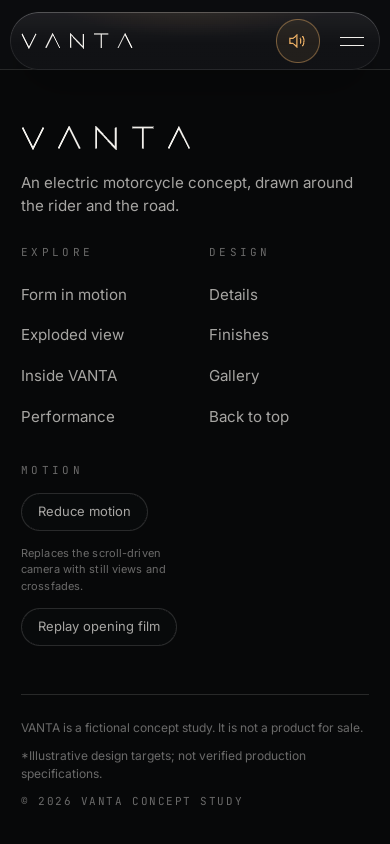 VANTA
VANTA
An electric motorcycle concept, drawn around
the rider and the road.
EXPLORE
Form in motion
Exploded view
Inside VANTA
Performance
DESIGN
Details
Finishes
Gallery
Back to top
MOTION
Reduce motion
Replaces the scroll-driven
camera with still views and
crossfades.
Replay opening film
VANTA is a fictional concept study. It is not a product for sale.
*Illustrative design targets; not verified production
specifications.
© 2026 VANTA CONCEPT STUDY